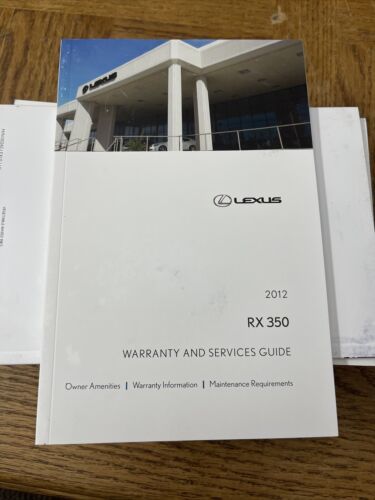 LEXUS
LEXUS
2012
RX 350
WARRANTY AND SERVICES GUIDE
Owner Amenities | Warranty Information | Maintenance Requirements